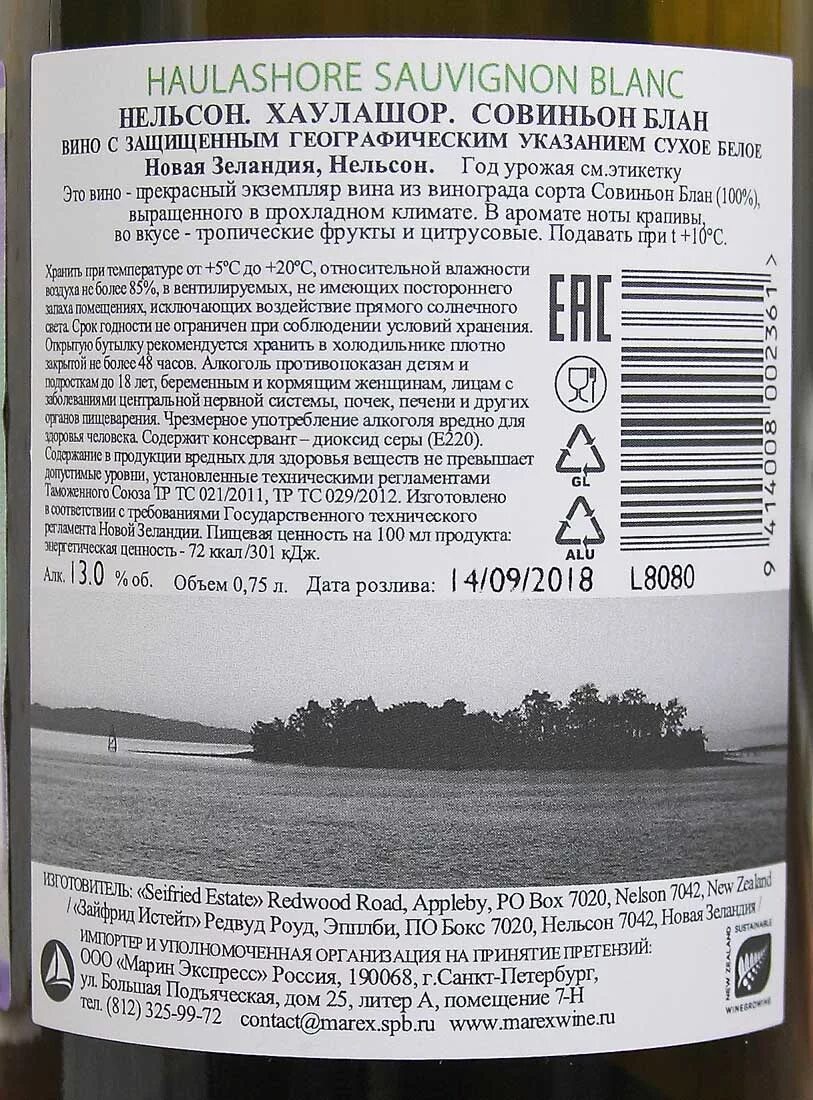 HAULASHORE SAUVIGNON BLANC
НЕЛЬСОН. ХАУЛАШОР. СОВИНЬОН БЛАН
ВИНО С ЗАЩИЩЕННЫМ ГЕОГРАФИЧЕСКИМ УКАЗАНИЕМ СУХОЕ БЕЛОЕ
Новая Зеландия, Нельсон. Год урожая см.этикетку
Это вино - прекрасный экземпляр вина из винограда сорта Совиньон Блан (100%),
выращенного в прохладном климате. В аромате ноты крапивы,
во вкусе - тропические фрукты и цитрусовые. Подавать при t +10°C.
Хранить при температуре от +5°C до +20°C, относительной влажности
воздуха не более 85%, в вентилируемых, не имеющих постороннего
запаха помещениях, исключающих воздействие прямого солнечного
света. Срок годности не ограничен при соблюдении условий хранения.
Открытую бутылку рекомендуется хранить в холодильнике плотно
закрытой не более 48 часов. Алкоголь противопоказан детям и
подросткам до 18 лет, беременным и кормящим женщинам, лицам с
заболеваниями центральной нервной системы, почек, печени и других
органов пищеварения. Чрезмерное употребление алкоголя вредно для
здоровья человека. Содержит консервант – диоксид серы (E220).
Содержание в продукции вредных для здоровья веществ не превышает
допустимые уровни, установленные техническими регламентами
Таможенного Союза ТР ТС 021/2011, ТР ТС 029/2012. Изготовлено
в соответствии с требованиями Государственного технического
регламента Новой Зеландии. Пищевая ценность на 100 мл продукта:
энергетическая ценность - 72 ккал/301 кДж.
EAC
GL
ALU
9 414008 002361 >
Алк. 13.0 % об. Объем 0,75 л. Дата розлива: 14/09/2018 L8080
ИЗГОТОВИТЕЛЬ: «Seifried Estate» Redwood Road, Appleby, PO Box 7020, Nelson 7042, New Zealand
/ «Зайфрид Истейт» Редвуд Роуд, Эпплби, ПО Бокс 7020, Нельсон 7042, Новая Зеландия /
ИМПОРТЕР И УПОЛНОМОЧЕННАЯ ОРГАНИЗАЦИЯ НА ПРИНЯТИЕ ПРЕТЕНЗИЙ:
ООО «Марин Экспресс» Россия, 190068, г.Санкт-Петербург,
ул. Большая Подъяческая, дом 25, литер А, помещение 7-Н
тел. (812) 325-99-72 contact@marex.spb.ru www.marexwine.ru
NEW ZEALAND
SUSTAINABLE
WINEGROWING